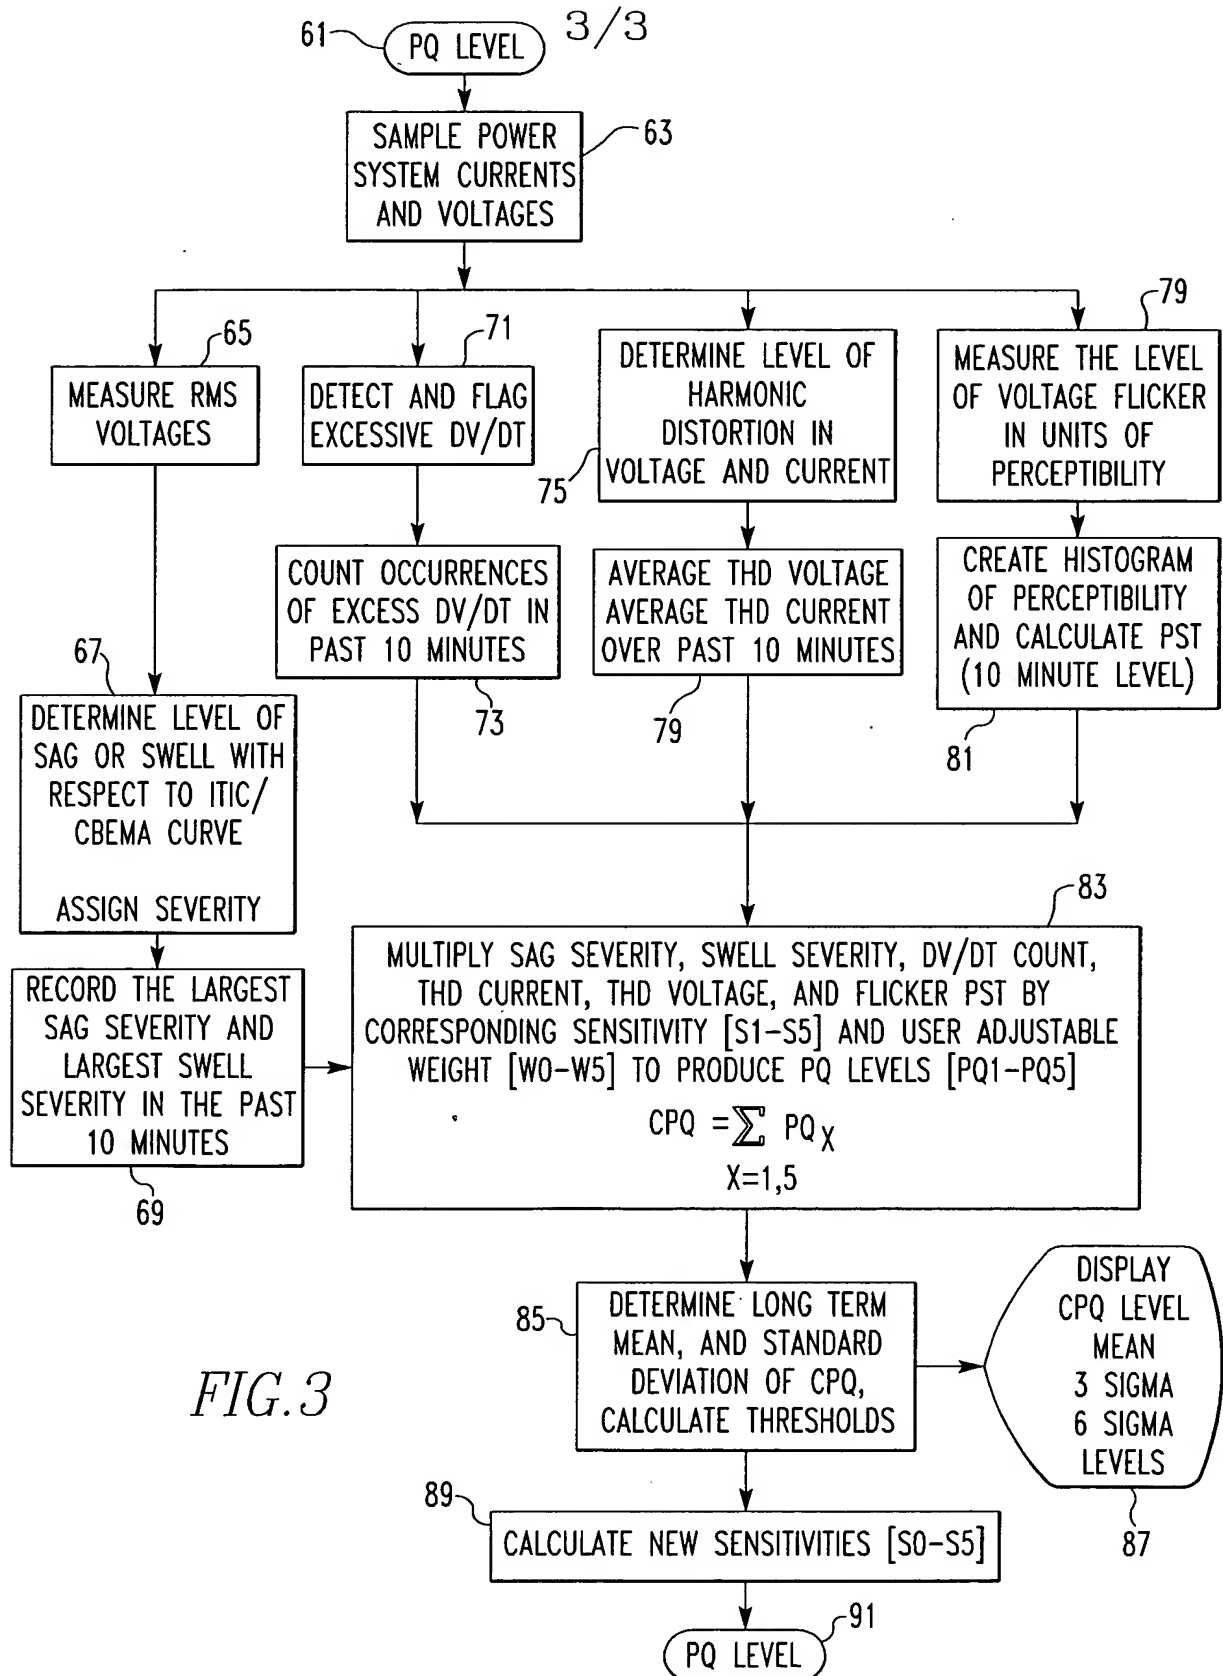 3/3
61
PQ LEVEL
SAMPLE POWER
SYSTEM CURRENTS
AND VOLTAGES
63
65
MEASURE RMS
VOLTAGES
71
DETECT AND FLAG
EXCESSIVE DV/DT
DETERMINE LEVEL OF
HARMONIC
DISTORTION IN
VOLTAGE AND CURRENT
75
79
MEASURE THE LEVEL
OF VOLTAGE FLICKER
IN UNITS OF
PERCEPTIBILITY
COUNT OCCURRENCES
OF EXCESS DV/DT IN
PAST 10 MINUTES
73
AVERAGE THD VOLTAGE
AVERAGE THD CURRENT
OVER PAST 10 MINUTES
79
CREATE HISTOGRAM
OF PERCEPTIBILITY
AND CALCULATE PST
(10 MINUTE LEVEL)
81
67
DETERMINE LEVEL OF
SAG OR SWELL WITH
RESPECT TO ITIC/
CBEMA CURVE
ASSIGN SEVERITY
RECORD THE LARGEST
SAG SEVERITY AND
LARGEST SWELL
SEVERITY IN THE PAST
10 MINUTES
69
83
MULTIPLY SAG SEVERITY, SWELL SEVERITY, DV/DT COUNT,
THD CURRENT, THD VOLTAGE, AND FLICKER PST BY
CORRESPONDING SENSITIVITY [S1-S5] AND USER ADJUSTABLE
WEIGHT [W0-W5] TO PRODUCE PQ LEVELS [PQ1-PQ5]
CPQ = ∑ PQX
X=1,5
85
DETERMINE LONG TERM
MEAN, AND STANDARD
DEVIATION OF CPQ,
CALCULATE THRESHOLDS
DISPLAY
CPQ LEVEL
MEAN
3 SIGMA
6 SIGMA
LEVELS
87
89
CALCULATE NEW SENSITIVITIES [S0-S5]
91
PQ LEVEL
FIG.3